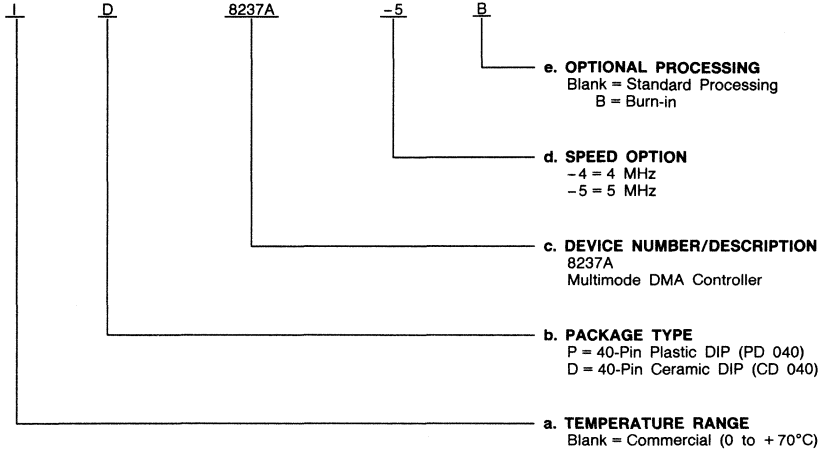 I D 8237A -5 B
e. OPTIONAL PROCESSING
Blank = Standard Processing
B = Burn-in
d. SPEED OPTION
-4 = 4 MHz
-5 = 5 MHz
c. DEVICE NUMBER/DESCRIPTION
8237A
Multimode DMA Controller
b. PACKAGE TYPE
P = 40-Pin Plastic DIP (PD 040)
D = 40-Pin Ceramic DIP (CD 040)
a. TEMPERATURE RANGE
Blank = Commercial (0 to +70°C)